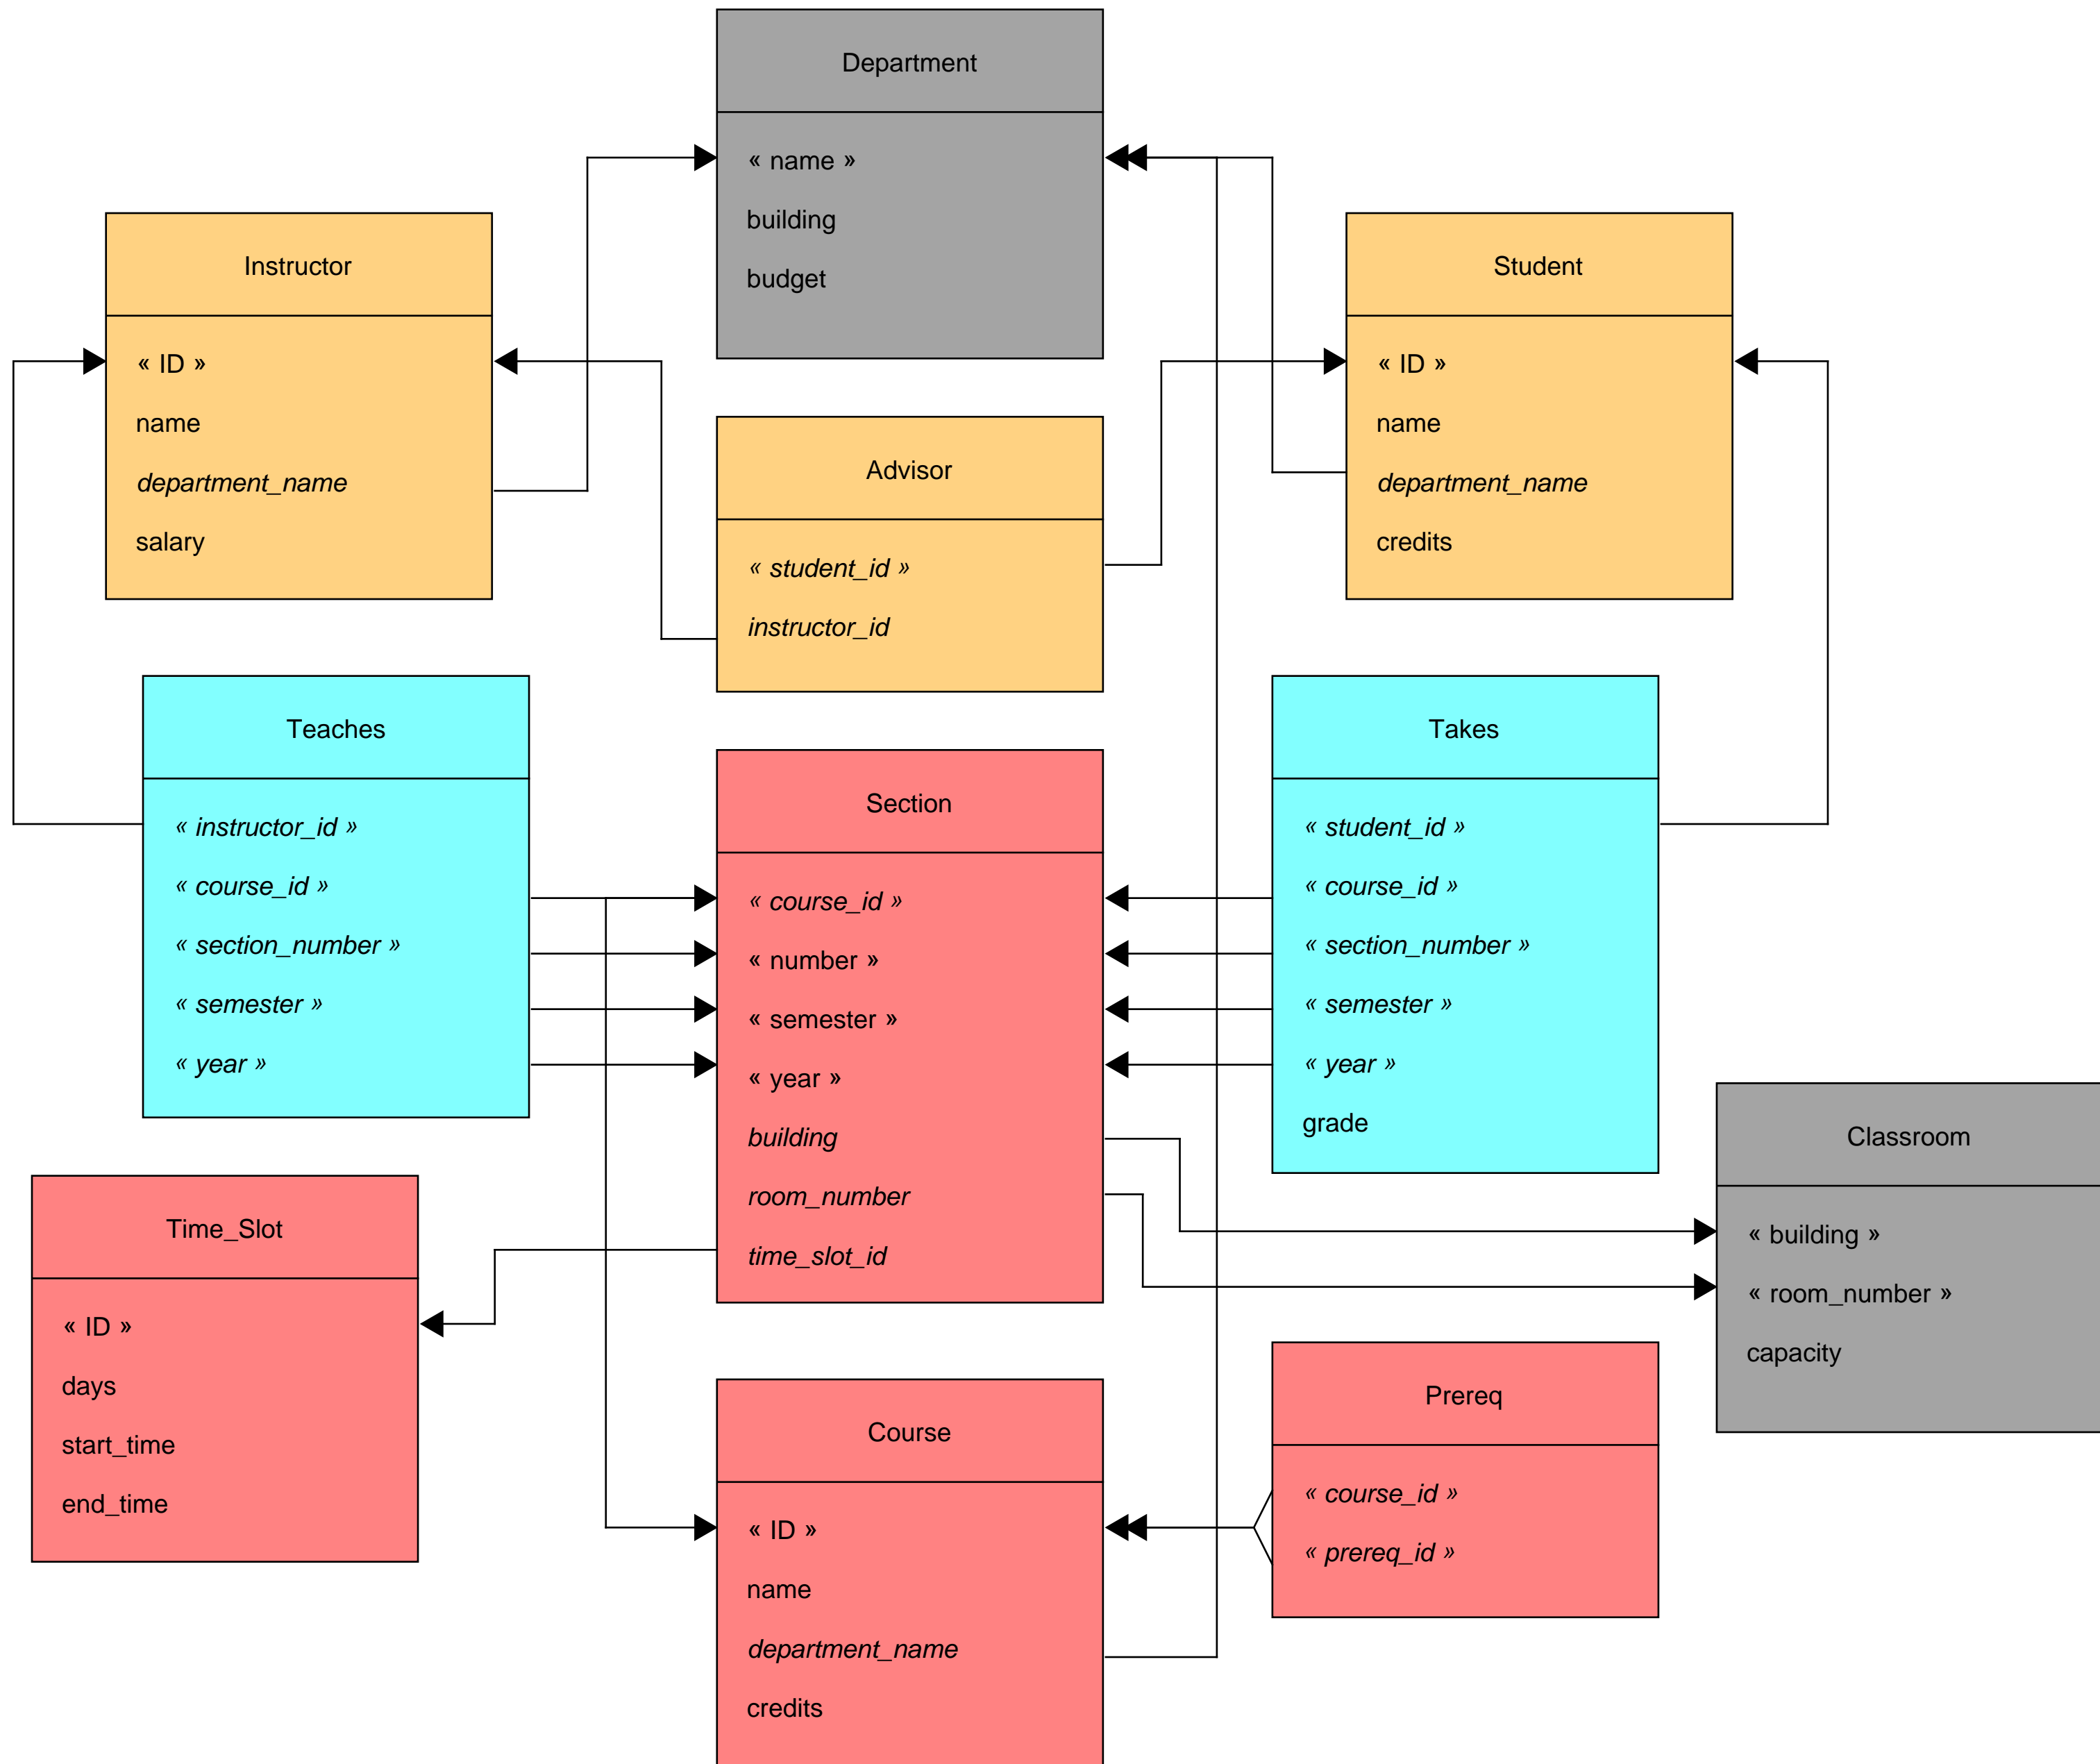 Department
« name »
building
budget
Instructor
« ID »
name
department_name
salary
Student
« ID »
name
department_name
credits
Advisor
« student_id »
instructor_id
Teaches
« instructor_id »
« course_id »
« section_number »
« semester »
« year »
Section
« course_id »
« number »
« semester »
« year »
building
room_number
time_slot_id
Takes
« student_id »
« course_id »
« section_number »
« semester »
« year »
grade
Classroom
« building »
« room_number »
capacity
Time_Slot
« ID »
days
start_time
end_time
Course
« ID »
name
department_name
credits
Prereq
« course_id »
« prereq_id »